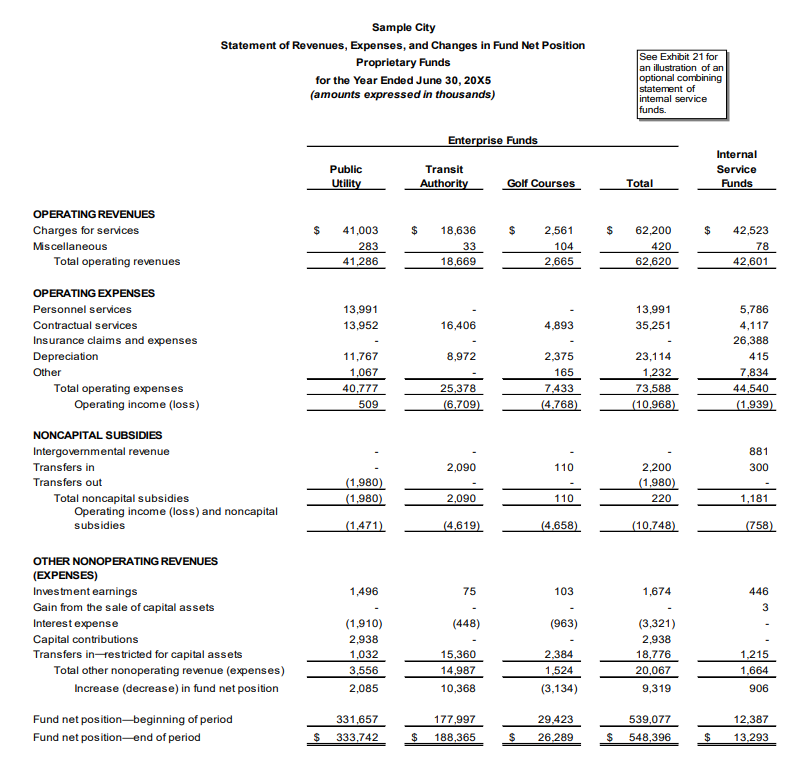 Sample City
Statement of Revenues, Expenses, and Changes in Fund Net Position
Proprietary Funds
for the Year Ended June 30, 20X5
(amounts expressed in thousands)
See Exhibit 21 for
an illustration of an
optional combining
statement of
internal service
funds.
Enterprise Funds
Internal
Public Transit Service
Utility Authority Golf Courses Total Funds
OPERATING REVENUES
Charges for services $ 41,003 $ 18,636 $ 2,561 $ 62,200 $ 42,523
Miscellaneous 283 33 104 420 78
Total operating revenues 41,286 18,669 2,665 62,620 42,601
OPERATING EXPENSES
Personnel services 13,991 - - 13,991 5,786
Contractual services 13,952 16,406 4,893 35,251 4,117
Insurance claims and expenses - - - - 26,388
Depreciation 11,767 8,972 2,375 23,114 415
Other 1,067 - 165 1,232 7,834
Total operating expenses 40,777 25,378 7,433 73,588 44,540
Operating income (loss) 509 (6,709) (4,768) (10,968) (1,939)
NONCAPITAL SUBSIDIES
Intergovernmental revenue - - - - 881
Transfers in - 2,090 110 2,200 300
Transfers out (1,980) - - (1,980) -
Total noncapital subsidies (1,980) 2,090 110 220 1,181
Operating income (loss) and noncapital
subsidies (1,471) (4,619) (4,658) (10,748) (758)
OTHER NONOPERATING REVENUES
(EXPENSES)
Investment earnings 1,496 75 103 1,674 446
Gain from the sale of capital assets - - - - 3
Interest expense (1,910) (448) (963) (3,321) -
Capital contributions 2,938 - - 2,938 -
Transfers in—restricted for capital assets 1,032 15,360 2,384 18,776 1,215
Total other nonoperating revenue (expenses) 3,556 14,987 1,524 20,067 1,664
Increase (decrease) in fund net position 2,085 10,368 (3,134) 9,319 906
Fund net position—beginning of period 331,657 177,997 29,423 539,077 12,387
Fund net position—end of period $ 333,742 $ 188,365 $ 26,289 $ 548,396 $ 13,293